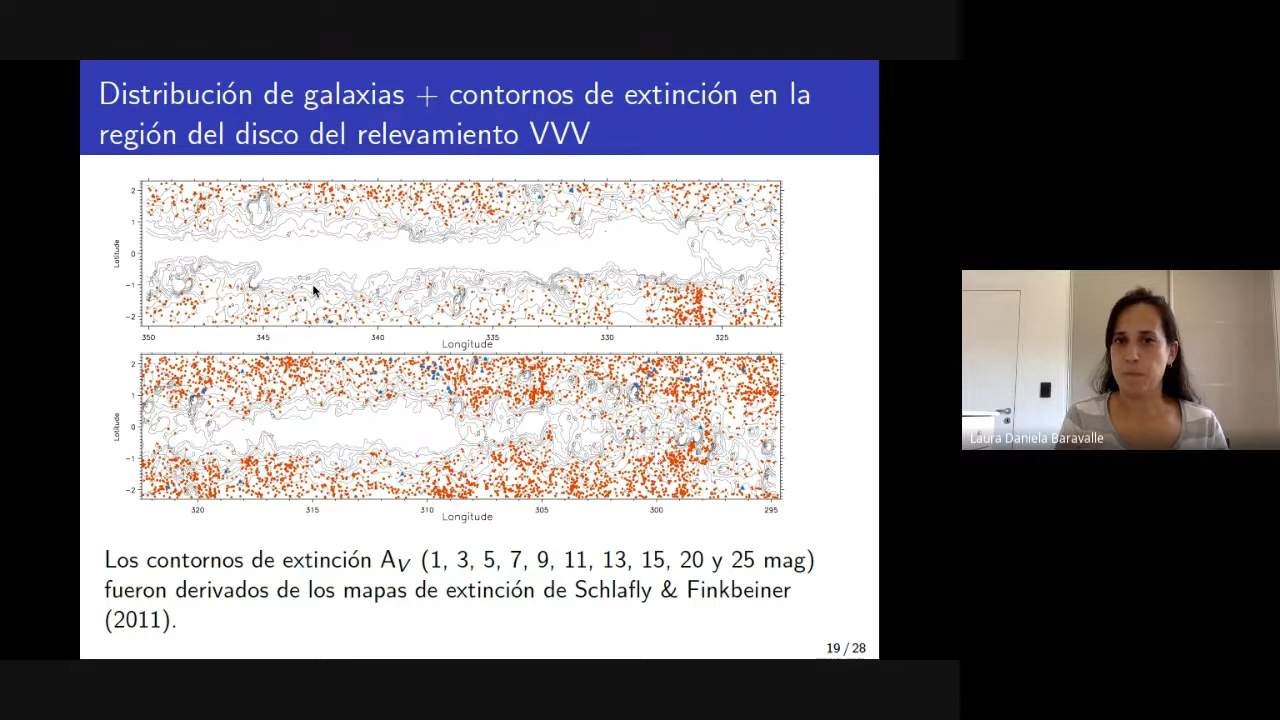 Distribución de galaxias + contornos de extinción en la
región del disco del relevamiento VVV
2
1
0
−1
−2
Latitude
350
345
340
335
330
325
Longitude
2
1
0
−1
−2
Latitude
320
315
310
305
300
295
Longitude
Los contornos de extinción AV (1, 3, 5, 7, 9, 11, 13, 15, 20 y 25 mag)
fueron derivados de los mapas de extinción de Schlafly & Finkbeiner
(2011).
19 / 28
Laura Daniela Baravalle